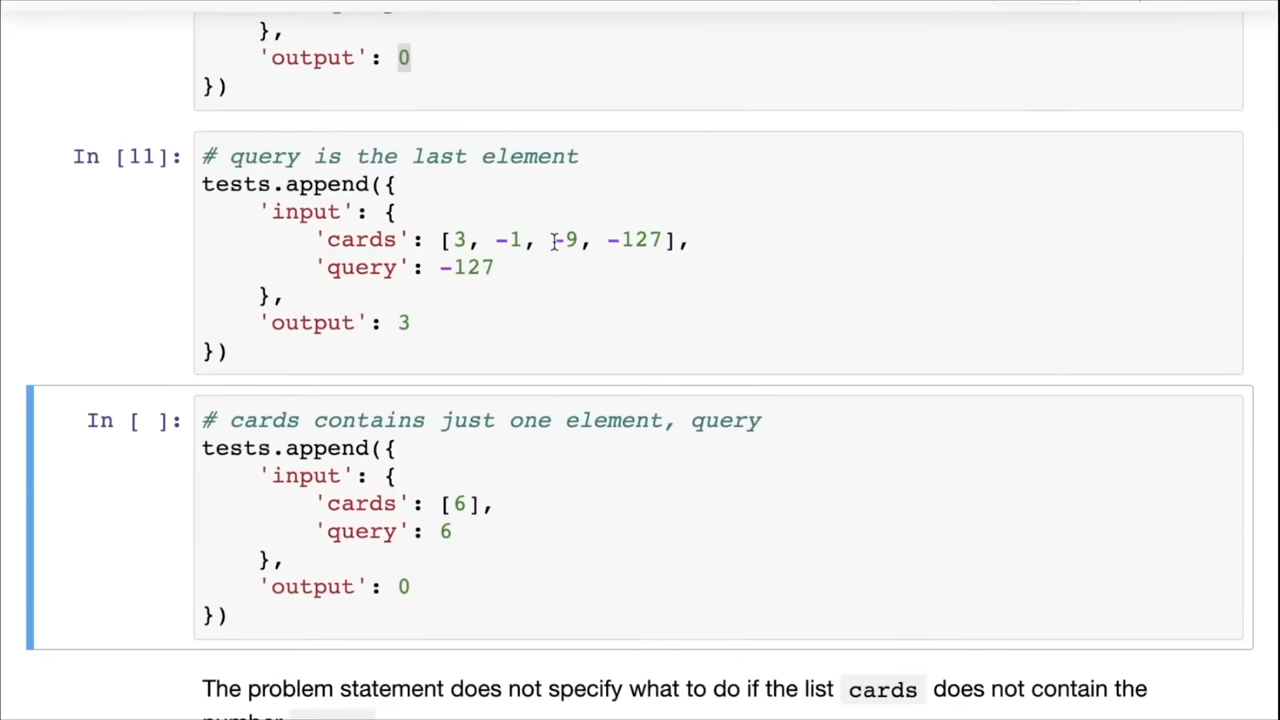 },
'output': 0
})
In [11]:
# query is the last element
tests.append({
'input': {
'cards': [3, -1, -9, -127],
'query': -127
},
'output': 3
})
In [ ]:
# cards contains just one element, query
tests.append({
'input': {
'cards': [6],
'query': 6
},
'output': 0
})
The problem statement does not specify what to do if the list cards does not contain the